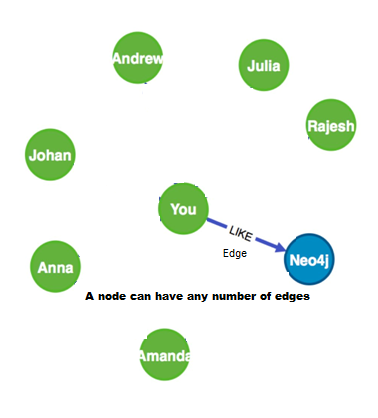 Andrew
Julia
Rajesh
Johan
You
LIKE
Edge
Neo4j
Anna
A node can have any number of edges
Amanda